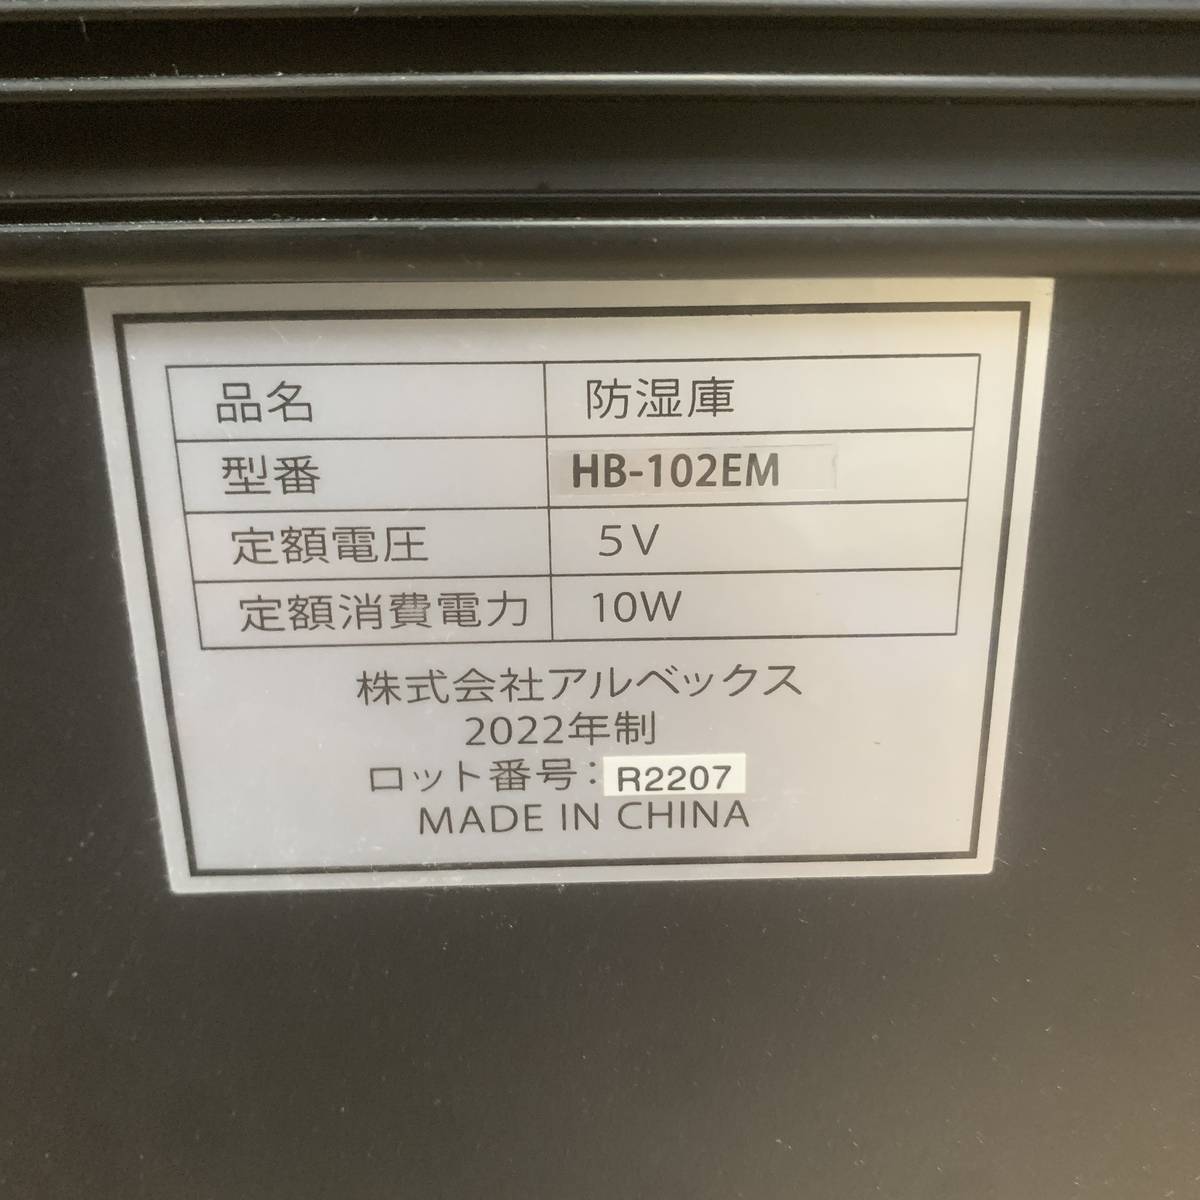 品名 防湿庫
型番 HB-102EM
定額電圧 5V
定額消費電力 10W
株式会社アルベックス
2022年制
ロット番号: R2207
MADE IN CHINA